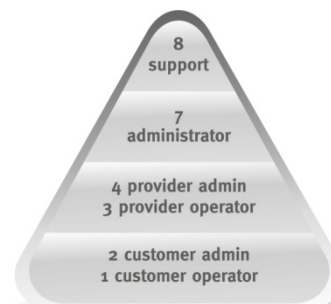 8
support
7
administrator
4 provider admin
3 provider operator
2 customer admin
1 customer operator